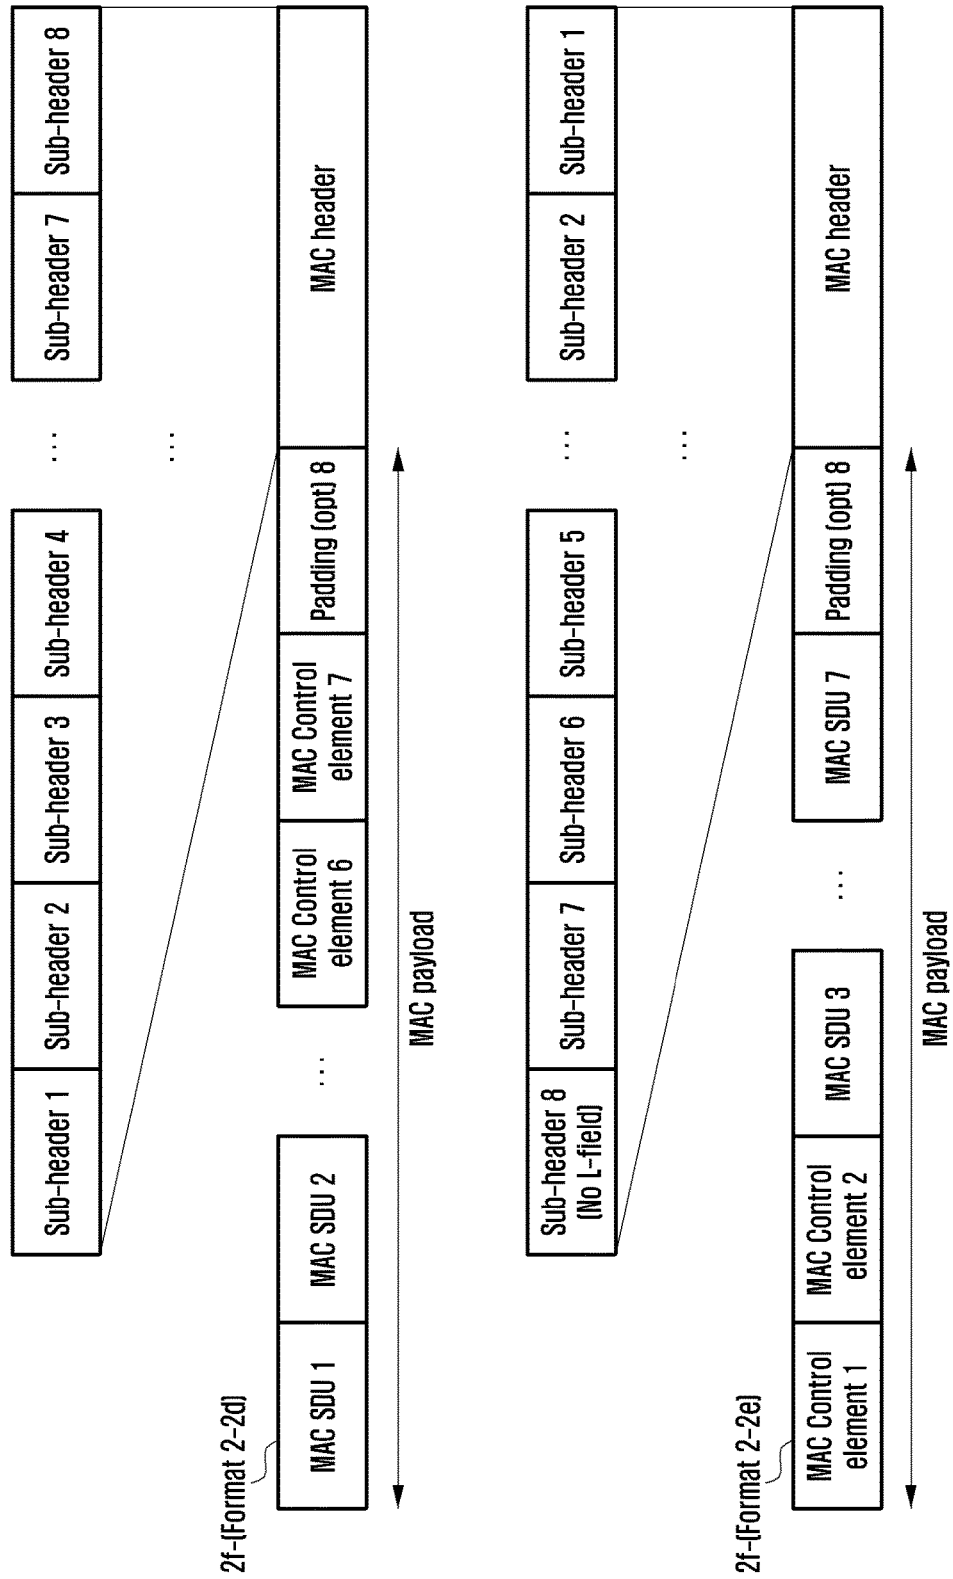 Sub-header 1
Sub-header 2
Sub-header 3
Sub-header 4
...
Sub-header 7
Sub-header 8
...
2f-(Format 2-2d)
MAC SDU 1
MAC SDU 2
...
MAC Control
element 6
MAC Control
element 7
Padding (opt) 8
MAC header
MAC payload
Sub-header 8
(No L-field)
Sub-header 7
Sub-header 6
Sub-header 5
...
Sub-header 2
Sub-header 1
...
2f-(Format 2-2e)
MAC Control
element 1
MAC Control
element 2
MAC SDU 3
...
MAC SDU 7
Padding (opt) 8
MAC header
MAC payload